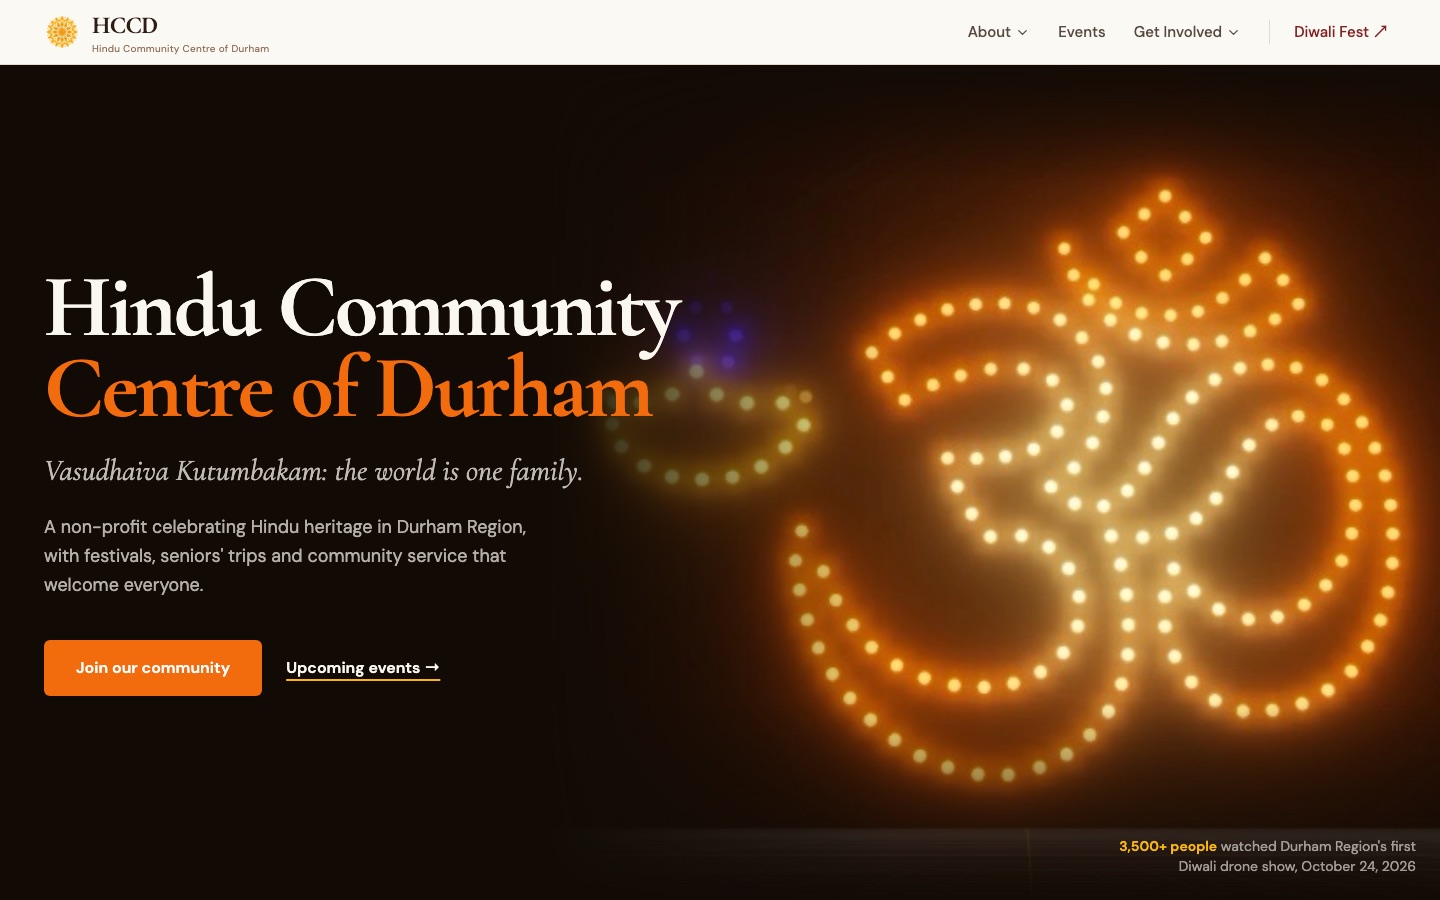 HCCD
Hindu Community Centre of Durham
About
Events
Get Involved
Diwali Fest ↗
Hindu Community
Centre of Durham
Vasudhaiva Kutumbakam: the world is one family.
A non-profit celebrating Hindu heritage in Durham Region,
with festivals, seniors' trips and community service that
welcome everyone.
Join our community
Upcoming events →
3,500+ people watched Durham Region's first
Diwali drone show, October 24, 2026